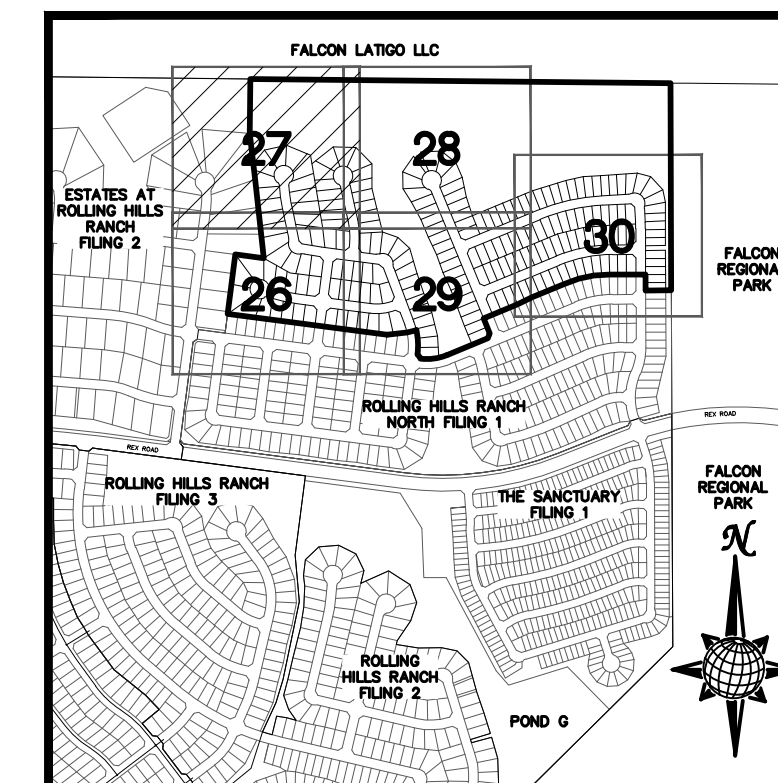 FALCON LATIGO LLC
27
28
ESTATES AT
ROLLING HILLS
RANCH
FILING 2
30
FALCON
REGIONA
PARK
26
29
ROLLING HILLS RANCH
NORTH FILING 1
REX ROAD
REX ROAD
ROLLING HILLS RANCH
FILING 3
THE SANCTUARY
FILING 1
FALCON
REGIONAL
PARK
N
ROLLING
HILLS RANCH
FILING 2
POND G